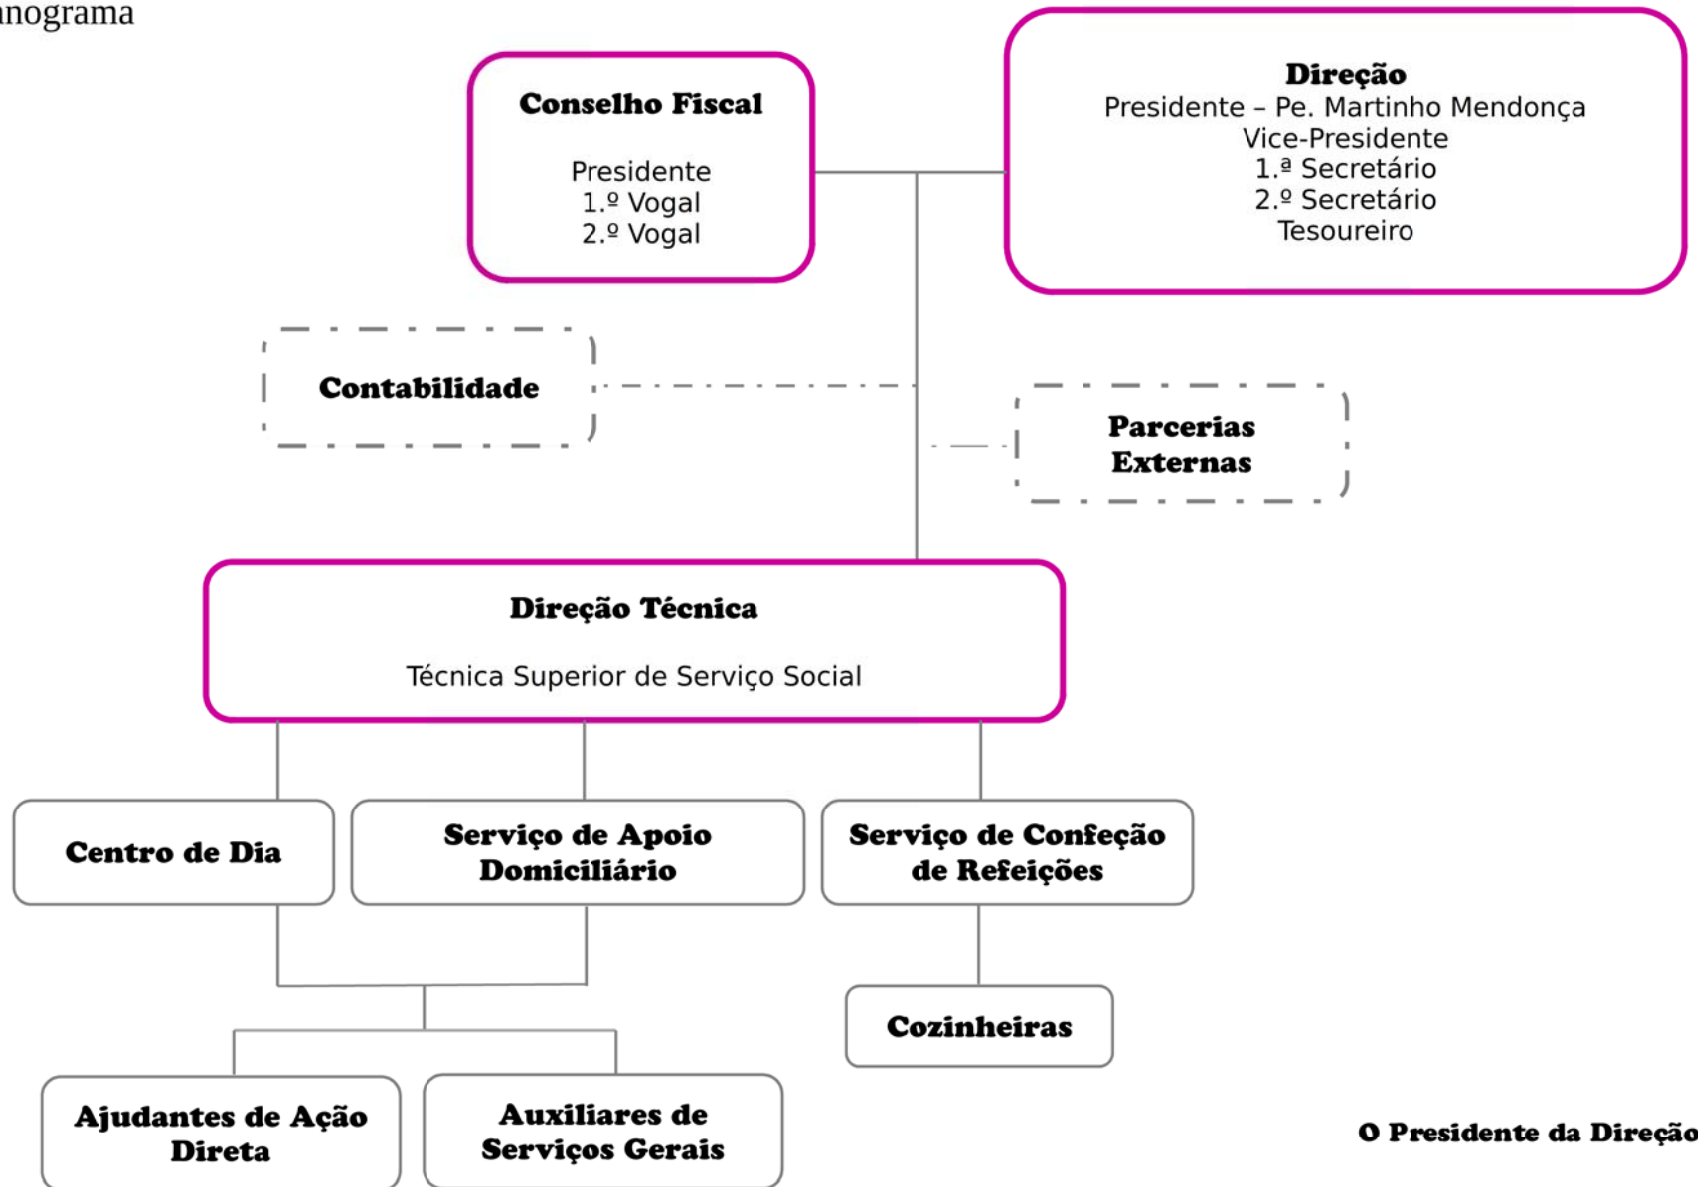 nograma
Conselho Fiscal
Presidente
1.º Vogal
2.º Vogal
Direção
Presidente – Pe. Martinho Mendonça
Vice-Presidente
1.ª Secretário
2.º Secretário
Tesoureiro
Contabilidade
Parcerias
Externas
Direção Técnica
Técnica Superior de Serviço Social
Centro de Dia
Serviço de Apoio
Domiciliário
Serviço de Confeção
de Refeições
Cozinheiras
Ajudantes de Ação
Direta
Auxiliares de
Serviços Gerais
O Presidente da Direção